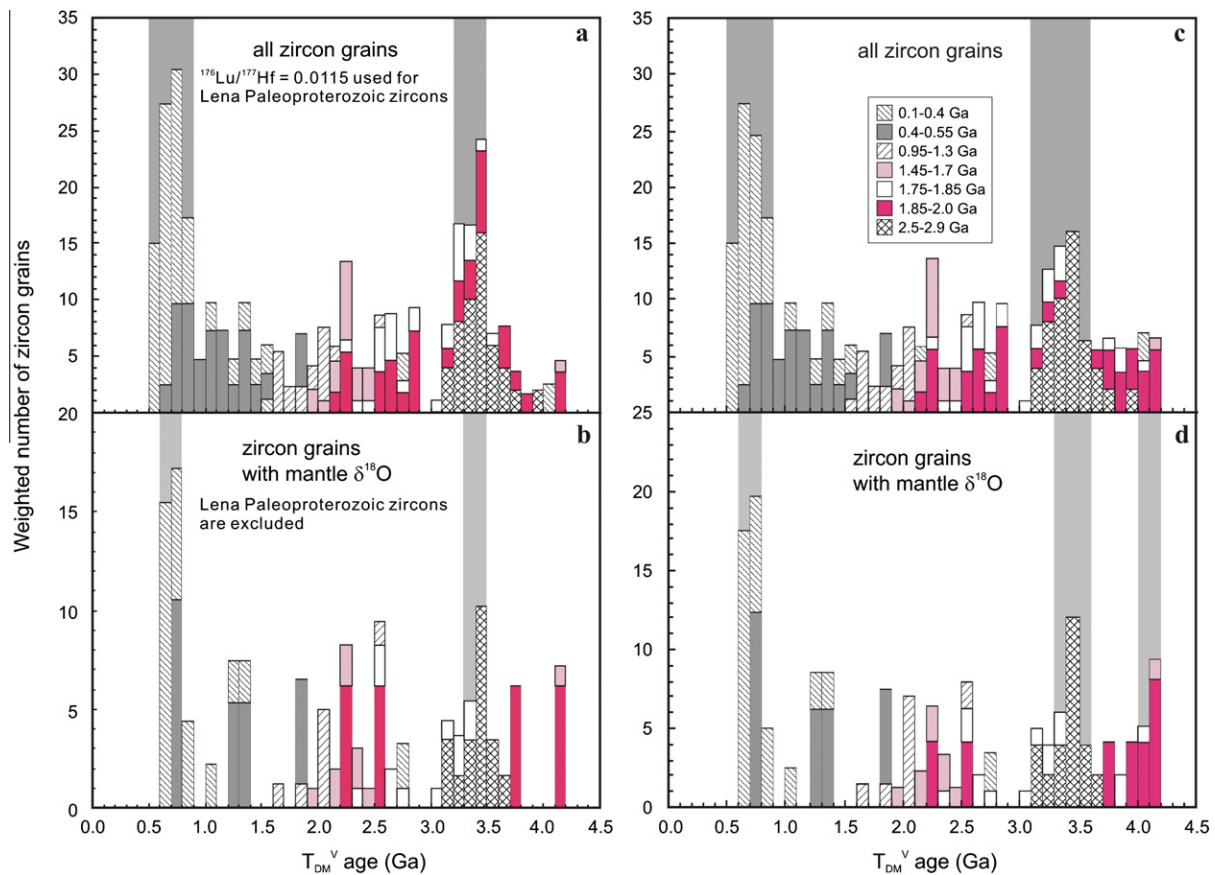 Weighted number of zircon grains
35
30
25
20
15
10
5
20
a
all zircon grains
¹⁷⁶Lu/¹⁷⁷Hf = 0.0115 used for
Lena Paleoproterozoic zircons
35
30
25
20
15
10
5
25
c
all zircon grains
0.1-0.4 Ga
0.4-0.55 Ga
0.95-1.3 Ga
1.45-1.7 Ga
1.75-1.85 Ga
1.85-2.0 Ga
2.5-2.9 Ga
15
10
5
0
b
zircon grains
with mantle δ¹⁸O
Lena Paleoproterozoic zircons
are excluded
0.0 0.5 1.0 1.5 2.0 2.5 3.0 3.5 4.0 4.5
T_DM^V age (Ga)
20
15
10
5
0
d
zircon grains
with mantle δ¹⁸O
0.0 0.5 1.0 1.5 2.0 2.5 3.0 3.5 4.0 4.5
T_DM^V age (Ga)